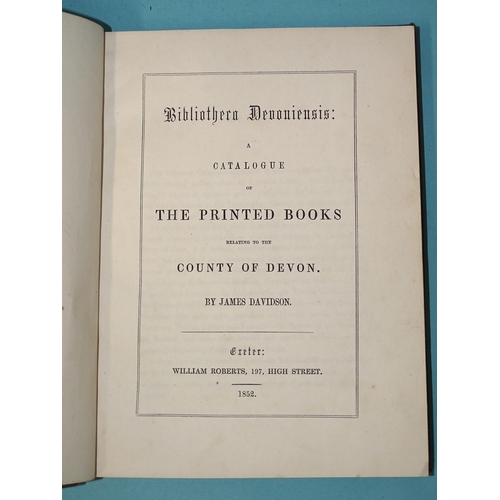 Bibliotheca Devoniensis:
A
CATALOGUE
OF
THE PRINTED BOOKS
RELATING TO THE
COUNTY OF DEVON.
BY JAMES DAVIDSON.
Exeter:
WILLIAM ROBERTS, 197, HIGH STREET.
1852.